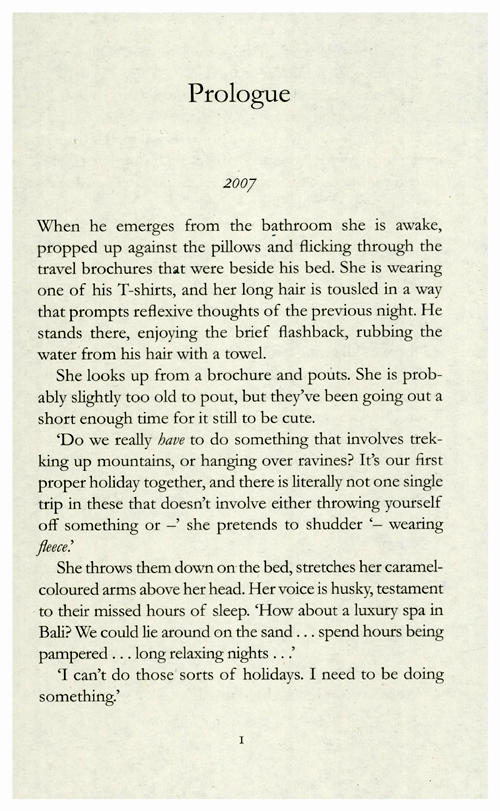 Prologue
2007
When he emerges from the bathroom she is awake,
propped up against the pillows and flicking through the
travel brochures that were beside his bed. She is wearing
one of his T-shirts, and her long hair is tousled in a way
that prompts reflexive thoughts of the previous night. He
stands there, enjoying the brief flashback, rubbing the
water from his hair with a towel.
She looks up from a brochure and pouts. She is prob-
ably slightly too old to pout, but they’ve been going out a
short enough time for it still to be cute.
‘Do we really have to do something that involves trek-
king up mountains, or hanging over ravines? It’s our first
proper holiday together, and there is literally not one single
trip in these that doesn’t involve either throwing yourself
off something or –’ she pretends to shudder ‘– wearing
fleece.’
She throws them down on the bed, stretches her caramel-
coloured arms above her head. Her voice is husky, testament
to their missed hours of sleep. ‘How about a luxury spa in
Bali? We could lie around on the sand . . . spend hours being
pampered . . . long relaxing nights . . .’
‘I can’t do those sorts of holidays. I need to be doing
something.’
1